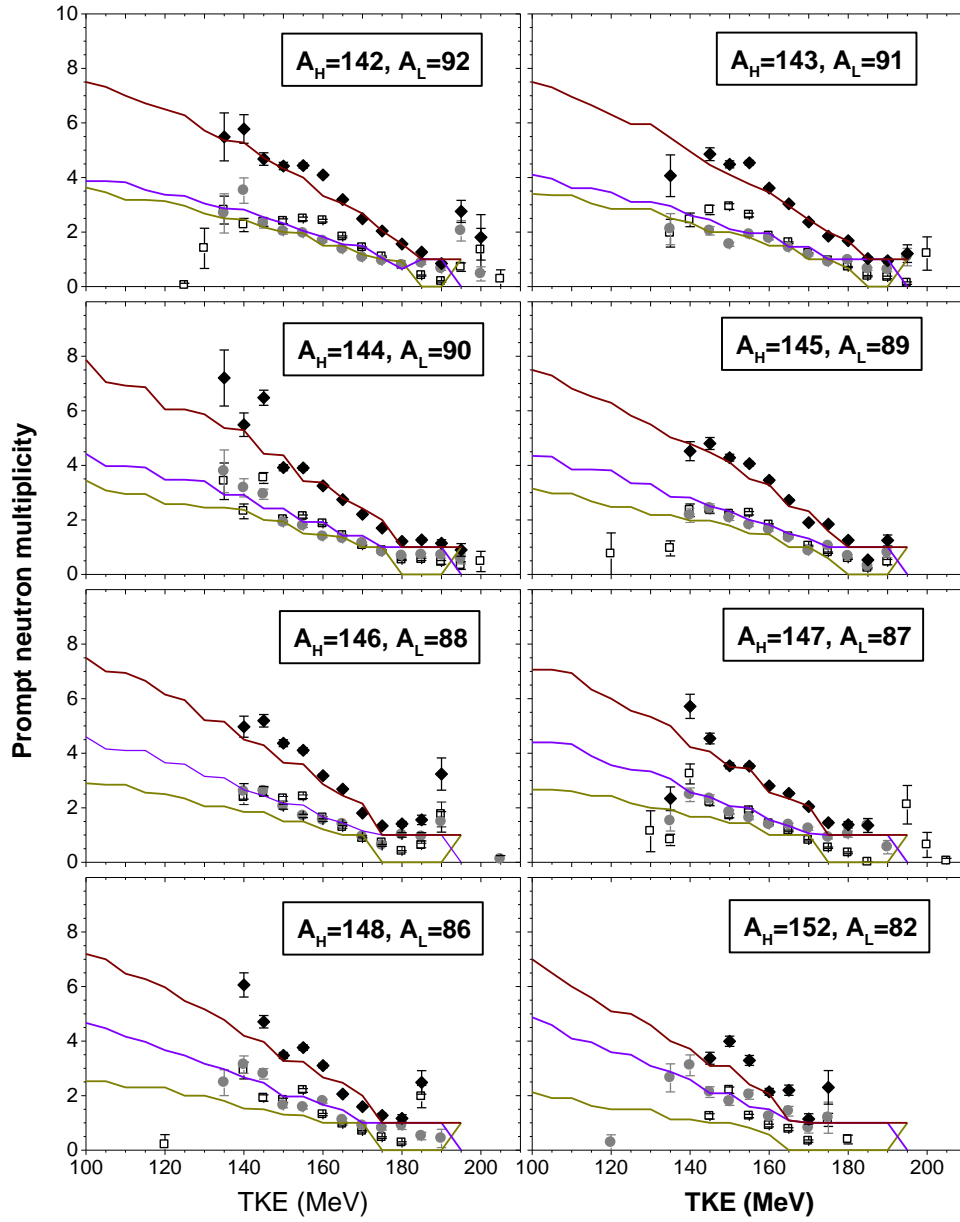 Prompt neutron multiplicity
10
8
6
4
2
0
A_H=142, A_L=92
A_H=143, A_L=91
8
6
4
2
0
A_H=144, A_L=90
A_H=145, A_L=89
8
6
4
2
0
A_H=146, A_L=88
A_H=147, A_L=87
8
6
4
2
0
A_H=148, A_L=86
A_H=152, A_L=82
100 120 140 160 180 200 100 120 140 160 180 200
TKE (MeV) TKE (MeV)